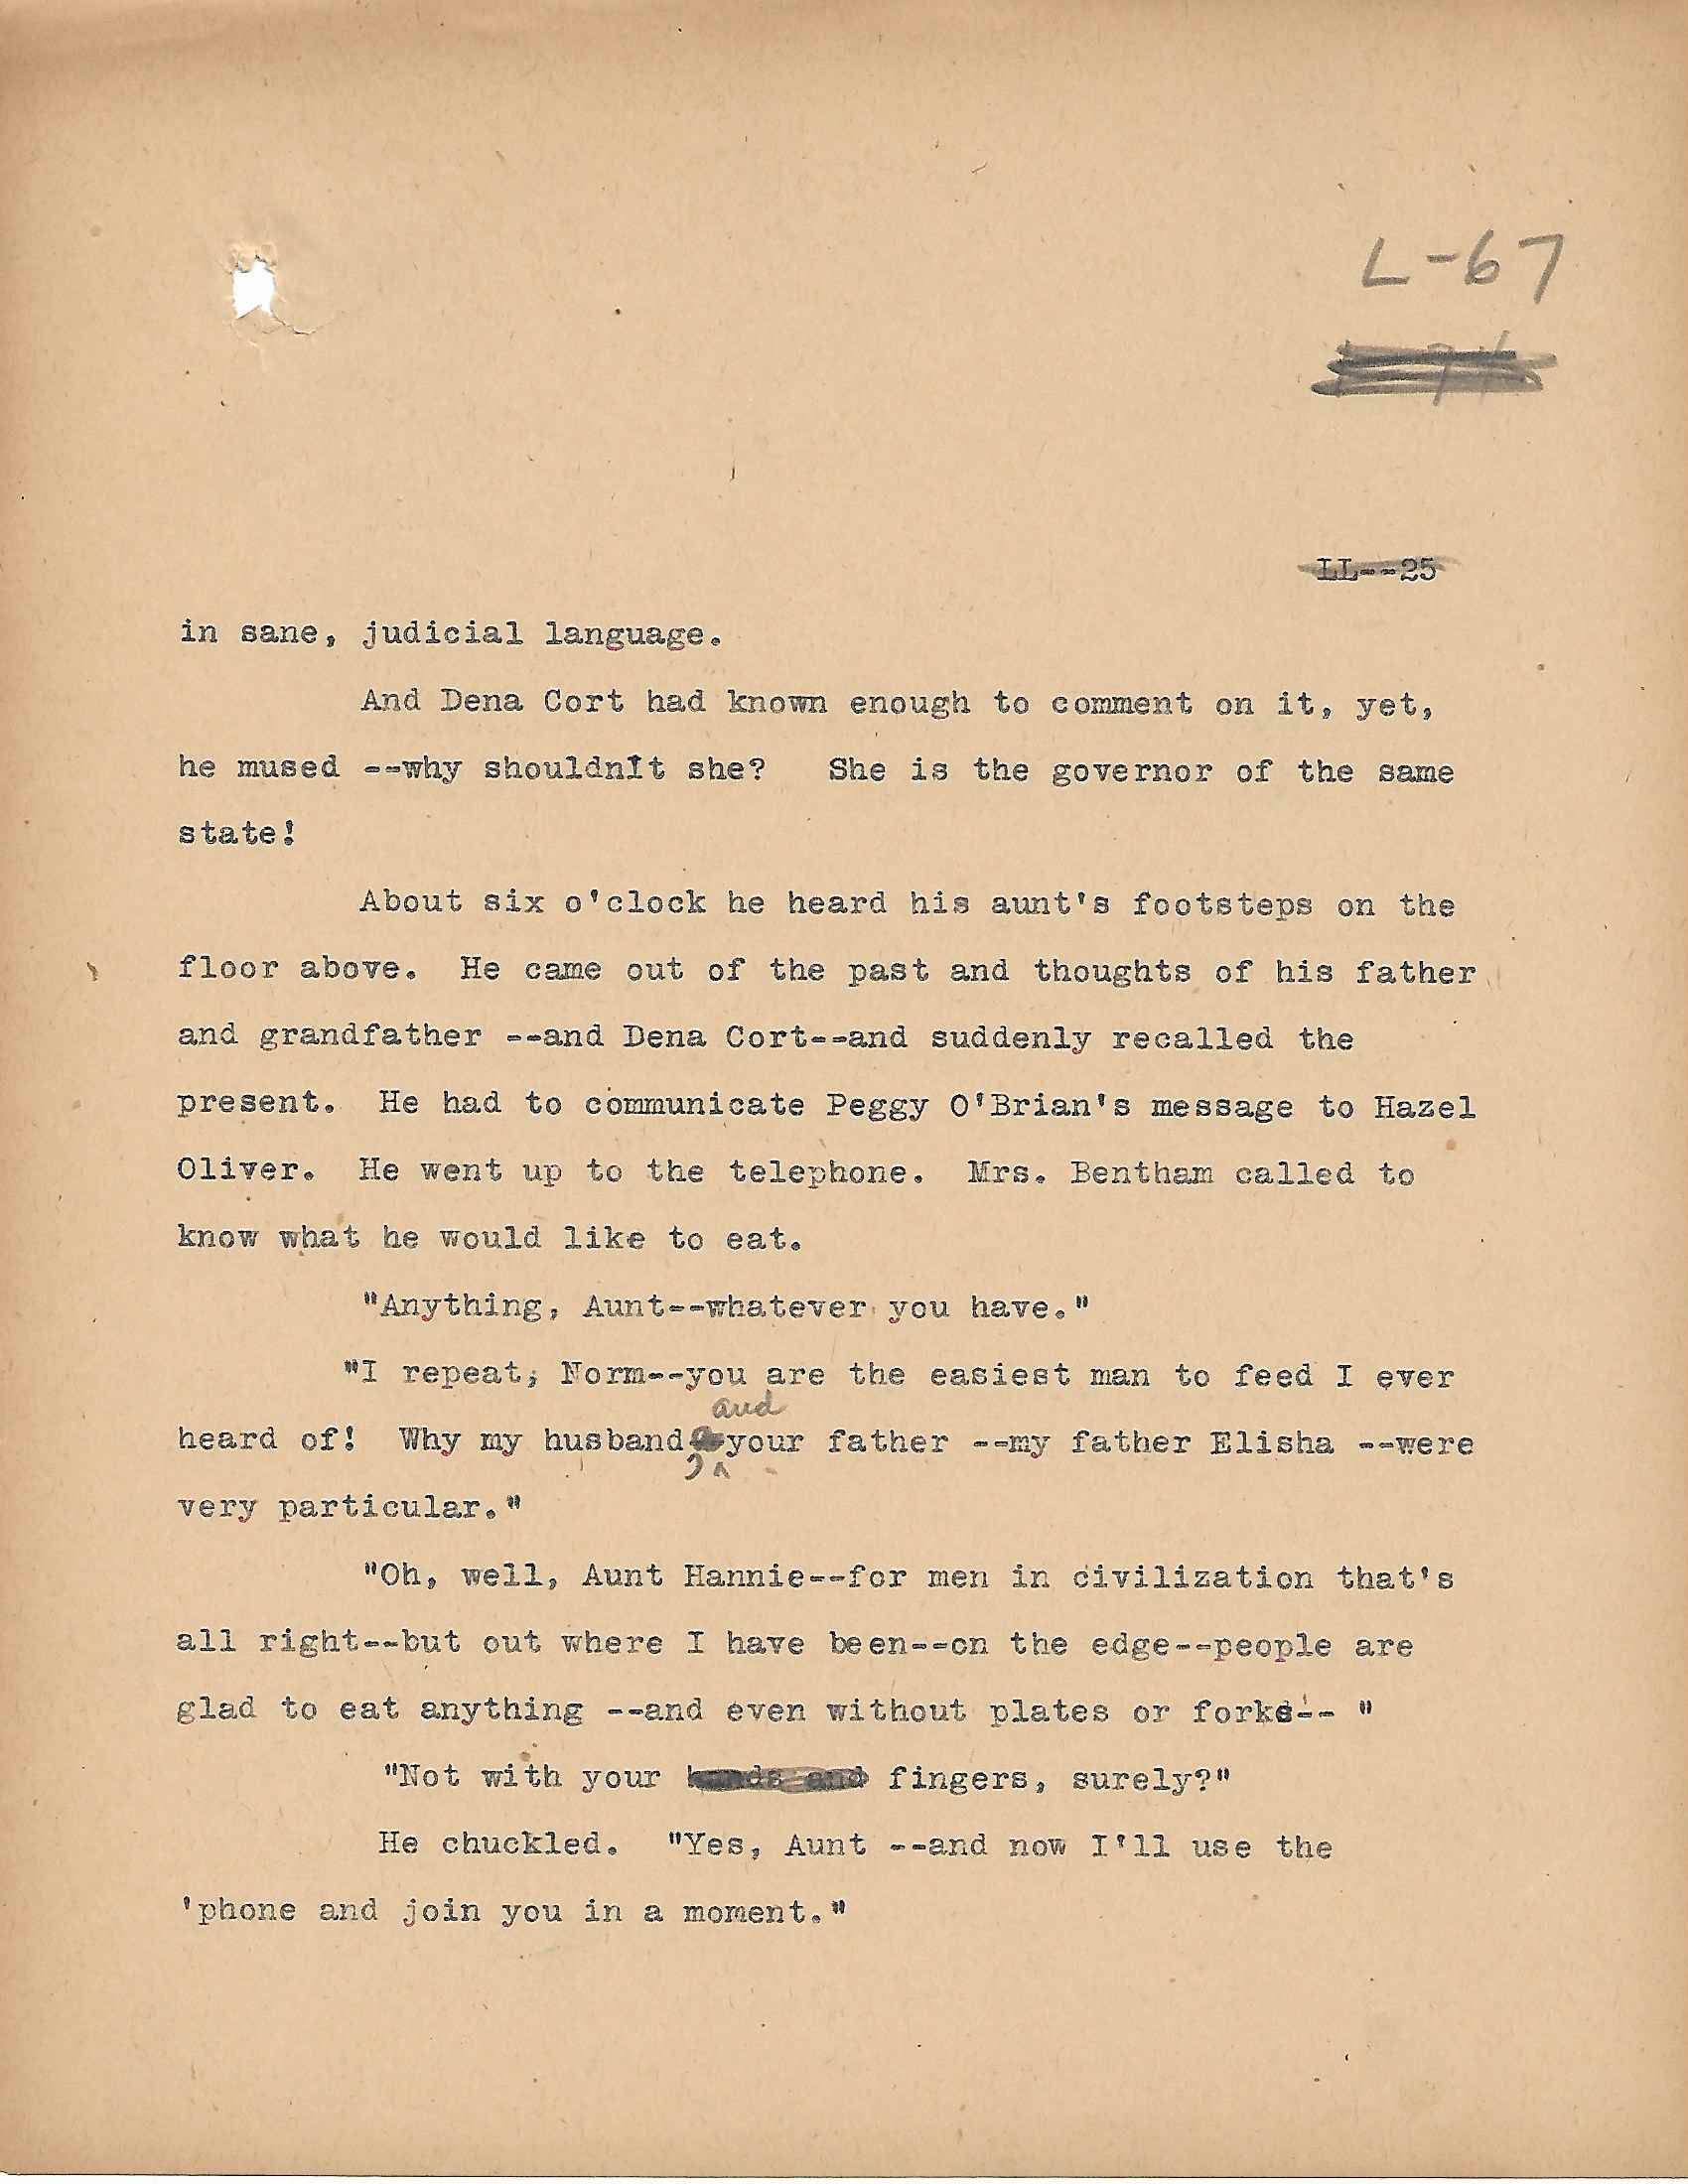 L-67
LL--25
in sane, judicial language.
And Dena Cort had known enough to comment on it, yet,
he mused --why shouldnIt she? She is the governor of the same
state!
About six o'clock he heard his aunt's footsteps on the
floor above. He came out of the past and thoughts of his father
and grandfather --and Dena Cort--and suddenly recalled the
present. He had to communicate Peggy O'Brian's message to Hazel
Oliver. He went up to the telephone. Mrs. Bentham called to
know what he would like to eat.
"Anything, Aunt--whatever you have."
"I repeat, Norm--you are the easiest man to feed I ever
and
heard of! Why my husband, your father --my father Elisha --were
very particular."
"Oh, well, Aunt Hannie--for men in civilization that's
all right--but out where I have been--on the edge--people are
glad to eat anything --and even without plates or forks-- "
"Not with your hands and fingers, surely?"
He chuckled. "Yes, Aunt --and now I'll use the
'phone and join you in a moment."